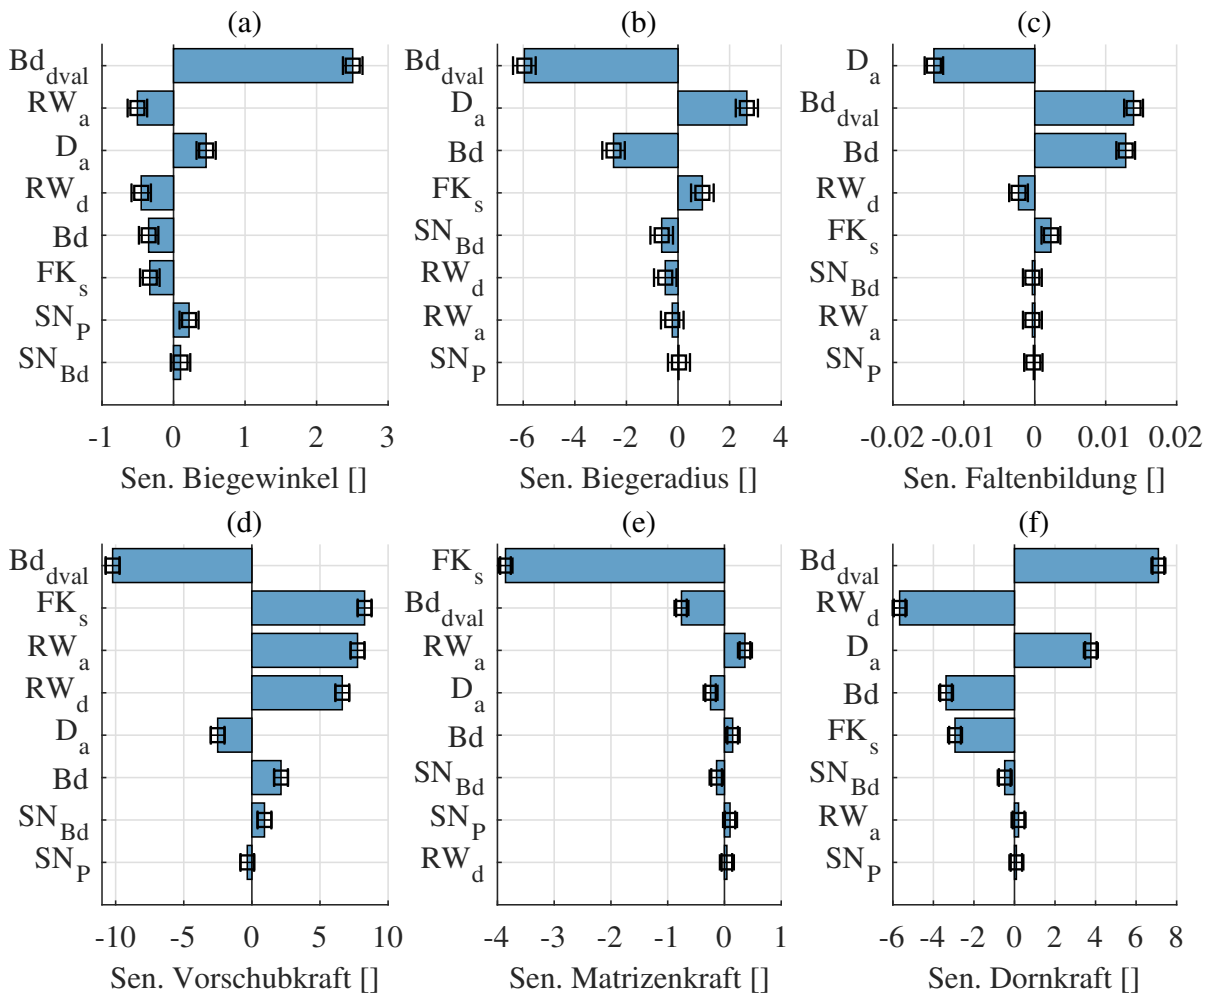 (a)
Bd_dval
RW_a
D_a
RW_d
Bd
FK_s
SN_P
SN_Bd
-1 0 1 2 3
Sen. Biegewinkel []
(b)
Bd_dval
D_a
Bd
FK_s
SN_Bd
RW_d
RW_a
SN_P
-6 -4 -2 0 2 4
Sen. Biegeradius []
(c)
D_a
Bd_dval
Bd
RW_d
FK_s
SN_Bd
RW_a
SN_P
-0.02 -0.01 0 0.01 0.02
Sen. Faltenbildung []
(d)
Bd_dval
FK_s
RW_a
RW_d
D_a
Bd
SN_Bd
SN_P
-10 -5 0 5 10
Sen. Vorschubkraft []
(e)
FK_s
Bd_dval
RW_a
D_a
Bd
SN_Bd
SN_P
RW_d
-4 -3 -2 -1 0 1
Sen. Matrizenkraft []
(f)
Bd_dval
RW_d
D_a
Bd
FK_s
SN_Bd
RW_a
SN_P
-6 -4 -2 0 2 4 6 8
Sen. Dornkraft []